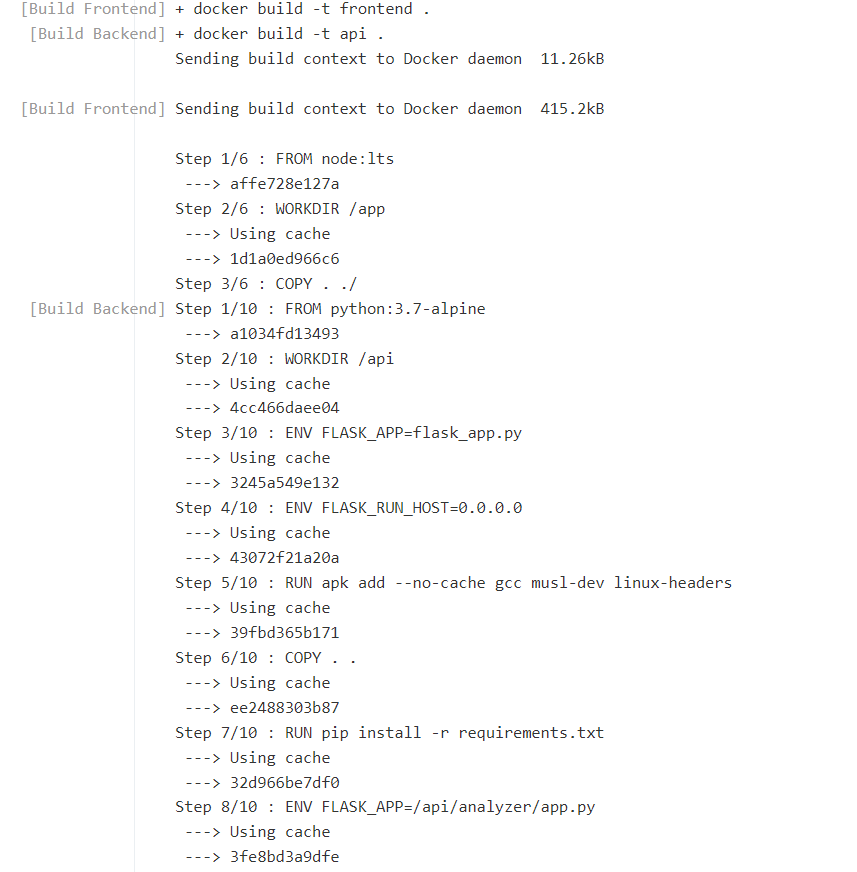 [Build Frontend] + docker build -t frontend .
[Build Backend] + docker build -t api .
Sending build context to Docker daemon  11.26kB
[Build Frontend] Sending build context to Docker daemon  415.2kB
Step 1/6 : FROM node:lts
 ---> affe728e127a
Step 2/6 : WORKDIR /app
 ---> Using cache
 ---> 1d1a0ed966c6
Step 3/6 : COPY . ./
[Build Backend] Step 1/10 : FROM python:3.7-alpine
 ---> a1034fd13493
Step 2/10 : WORKDIR /api
 ---> Using cache
 ---> 4cc466daee04
Step 3/10 : ENV FLASK_APP=flask_app.py
 ---> Using cache
 ---> 3245a549e132
Step 4/10 : ENV FLASK_RUN_HOST=0.0.0.0
 ---> Using cache
 ---> 43072f21a20a
Step 5/10 : RUN apk add --no-cache gcc musl-dev linux-headers
 ---> Using cache
 ---> 39fbd365b171
Step 6/10 : COPY . .
 ---> Using cache
 ---> ee2488303b87
Step 7/10 : RUN pip install -r requirements.txt
 ---> Using cache
 ---> 32d966be7df0
Step 8/10 : ENV FLASK_APP=/api/analyzer/app.py
 ---> Using cache
 ---> 3fe8bd3a9dfe